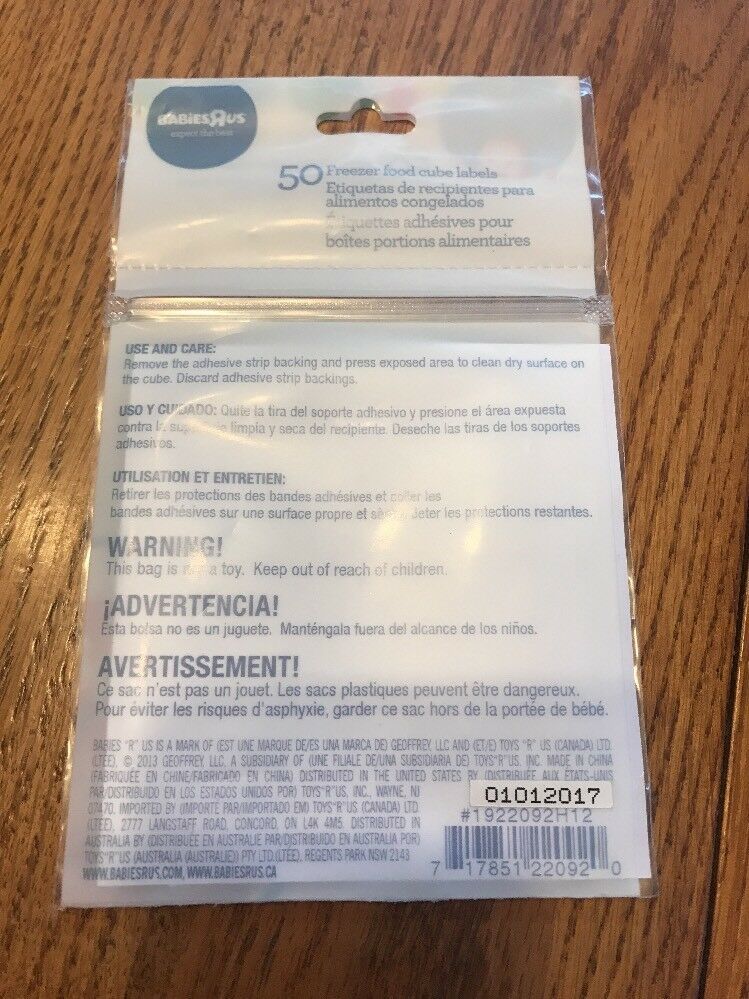 BABIES"R"US
expect the best
50 Freezer food cube labels
Etiquetas de recipientes para
alimentos congelados
Étiquettes adhésives pour
boîtes portions alimentaires
USE AND CARE:
Remove the adhesive strip backing and press exposed area to clean dry surface on
the cube. Discard adhesive strip backings.
USO Y CUIDADO: Quite la tira del soporte adhesivo y presione el área expuesta
contra la superficie limpia y seca del recipiente. Deseche las tiras de los soportes
adhesivos.
UTILISATION ET ENTRETIEN:
Retirer les protections des bandes adhésives et coller les
bandes adhésives sur une surface propre et Jeter les protections restantes.
WARNING!
This bag is not a toy. Keep out of reach of children.
¡ADVERTENCIA!
Esta bolsa no es un juguete. Manténgala fuera del alcance de los niños.
AVERTISSEMENT!
Ce sac n'est pas un jouet. Les sacs plastiques peuvent être dangereux.
Pour éviter les risques d'asphyxie, garder ce sac hors de la portée de bébé.
BABIES "R" US IS A MARK OF (EST UNE MARQUE DE/ES UNA MARCA DE) GEOFFREY, LLC AND (ET/E) TOYS "R" US (CANADA) LTD.
(LTÉE). © 2013 GEOFFREY, LLC, A SUBSIDIARY OF (UNE FILIALE DE/UNA SUBSIDIARIA DE) TOYS"R"US, INC. MADE IN CHINA
(FABRIQUÉE EN CHINE/FABRICADO EN CHINA) DISTRIBUTED IN THE UNITED STATES BY (DISTRIBUÉE AUX ÉTATS-UNIS
PAR/DISTRIBUIDO EN LOS ESTADOS UNIDOS POR) TOYS"R"US, INC., WAYNE, NJ
07470. IMPORTED BY (IMPORTÉ PAR/IMPORTADO EM) TOYS"R"US (CANADA) LTD.
(LTÉE), 2777 LANGSTAFF ROAD, CONCORD, ON L4K 4M5. DISTRIBUTED IN
AUSTRALIA BY (DISTRIBUÉE EN AUSTRALIE PAR/DISTRIBUIDO EN AUSTRALIA POR)
TOYS"R"US (AUSTRALIA (AUSTRALIE)) PTY LTD.(LTÉE), REGENTS PARK NSW 2143
WWW.BABIESRUS.COM, WWW.BABIESRUS.CA
01012017
#1922092H12
7 17851 22092 0